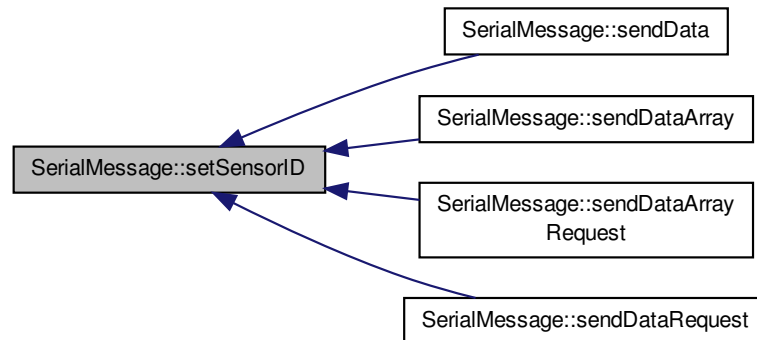 SerialMessage::sendData
SerialMessage::sendDataArray
SerialMessage::setSensorID
SerialMessage::sendDataArray
Request
SerialMessage::sendDataRequest